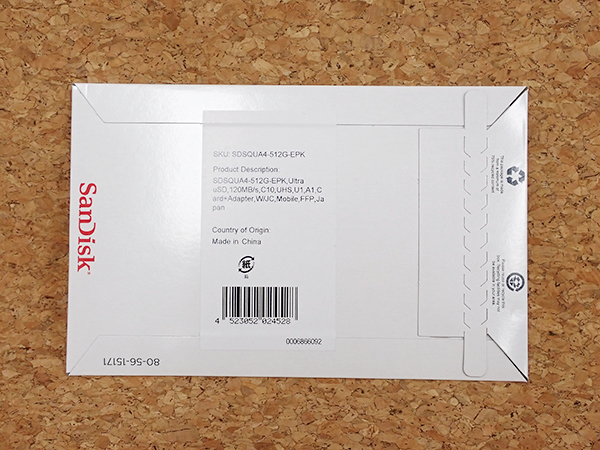 SKU: SDSQUA4-512G-EPK
Product Description:
SDSQUA4-512G-EPK,Ultra
uSD,120MB/s,C10,UHS,U1,A1,C
ard+Adapter,W/JC,Mobile,FFP,Ja
pan
Country of Origin:
Made in China
紙
4 523052 024528
0006866092
SanDisk
80-56-15171